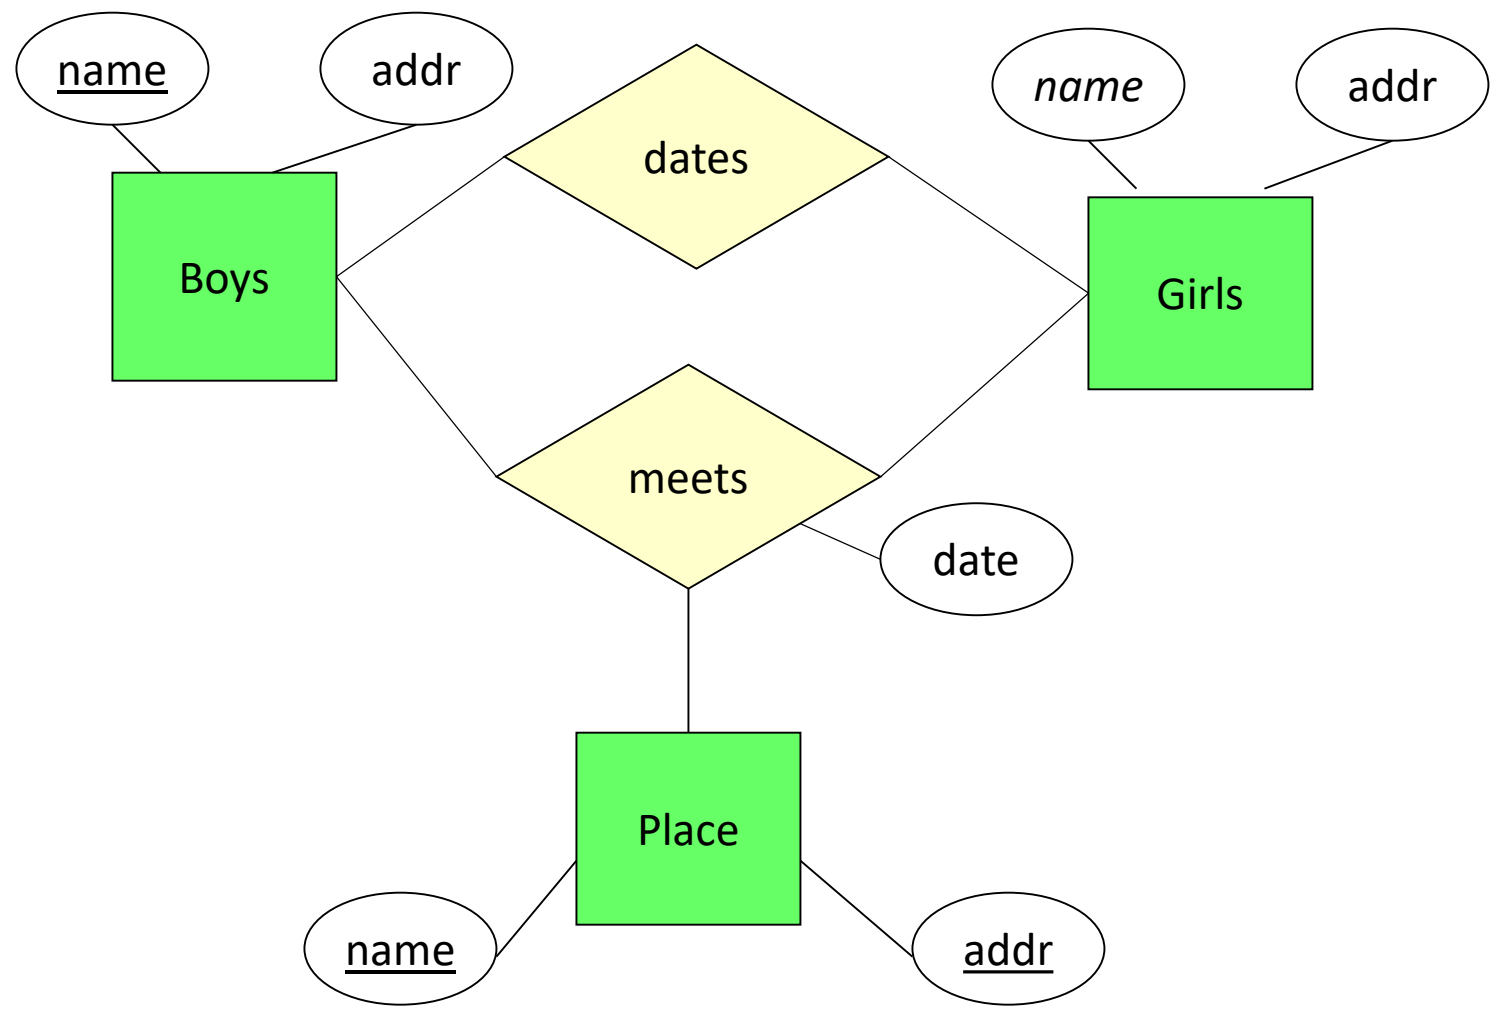 name
addr
name
addr
dates
Boys
Girls
meets
date
Place
name
addr